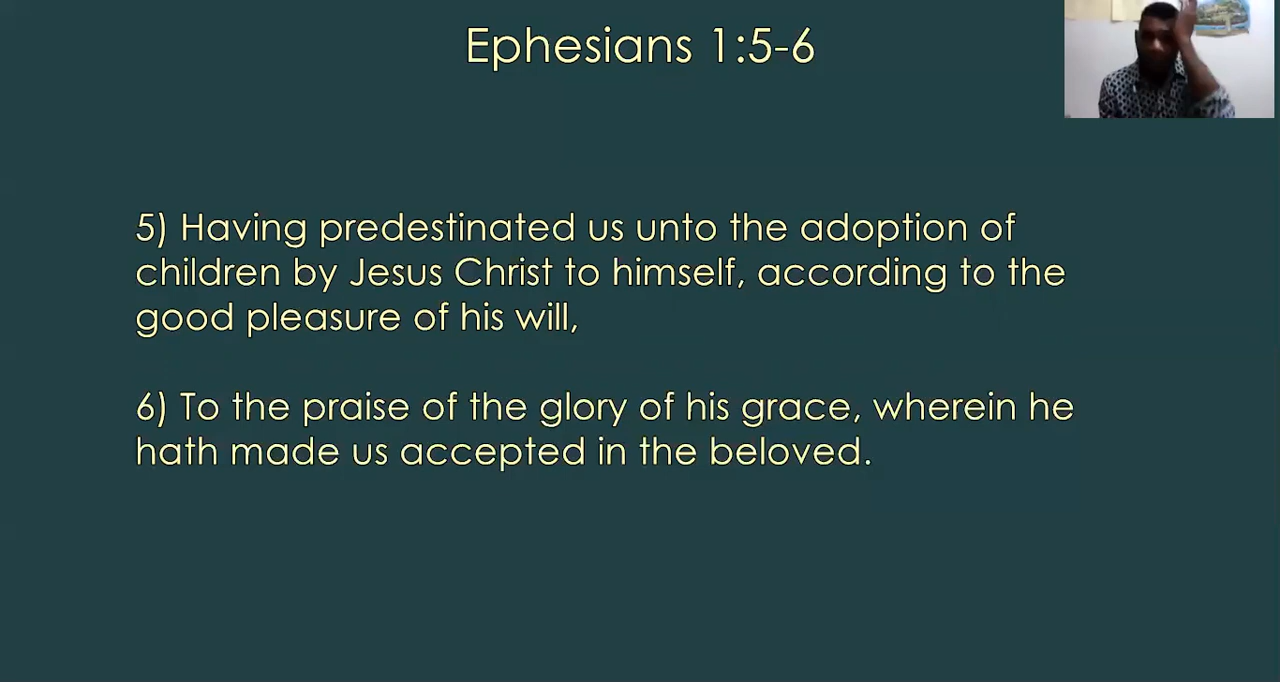 Ephesians 1:5-6
5) Having predestinated us unto the adoption of
children by Jesus Christ to himself, according to the
good pleasure of his will,
6) To the praise of the glory of his grace, wherein he
hath made us accepted in the beloved.